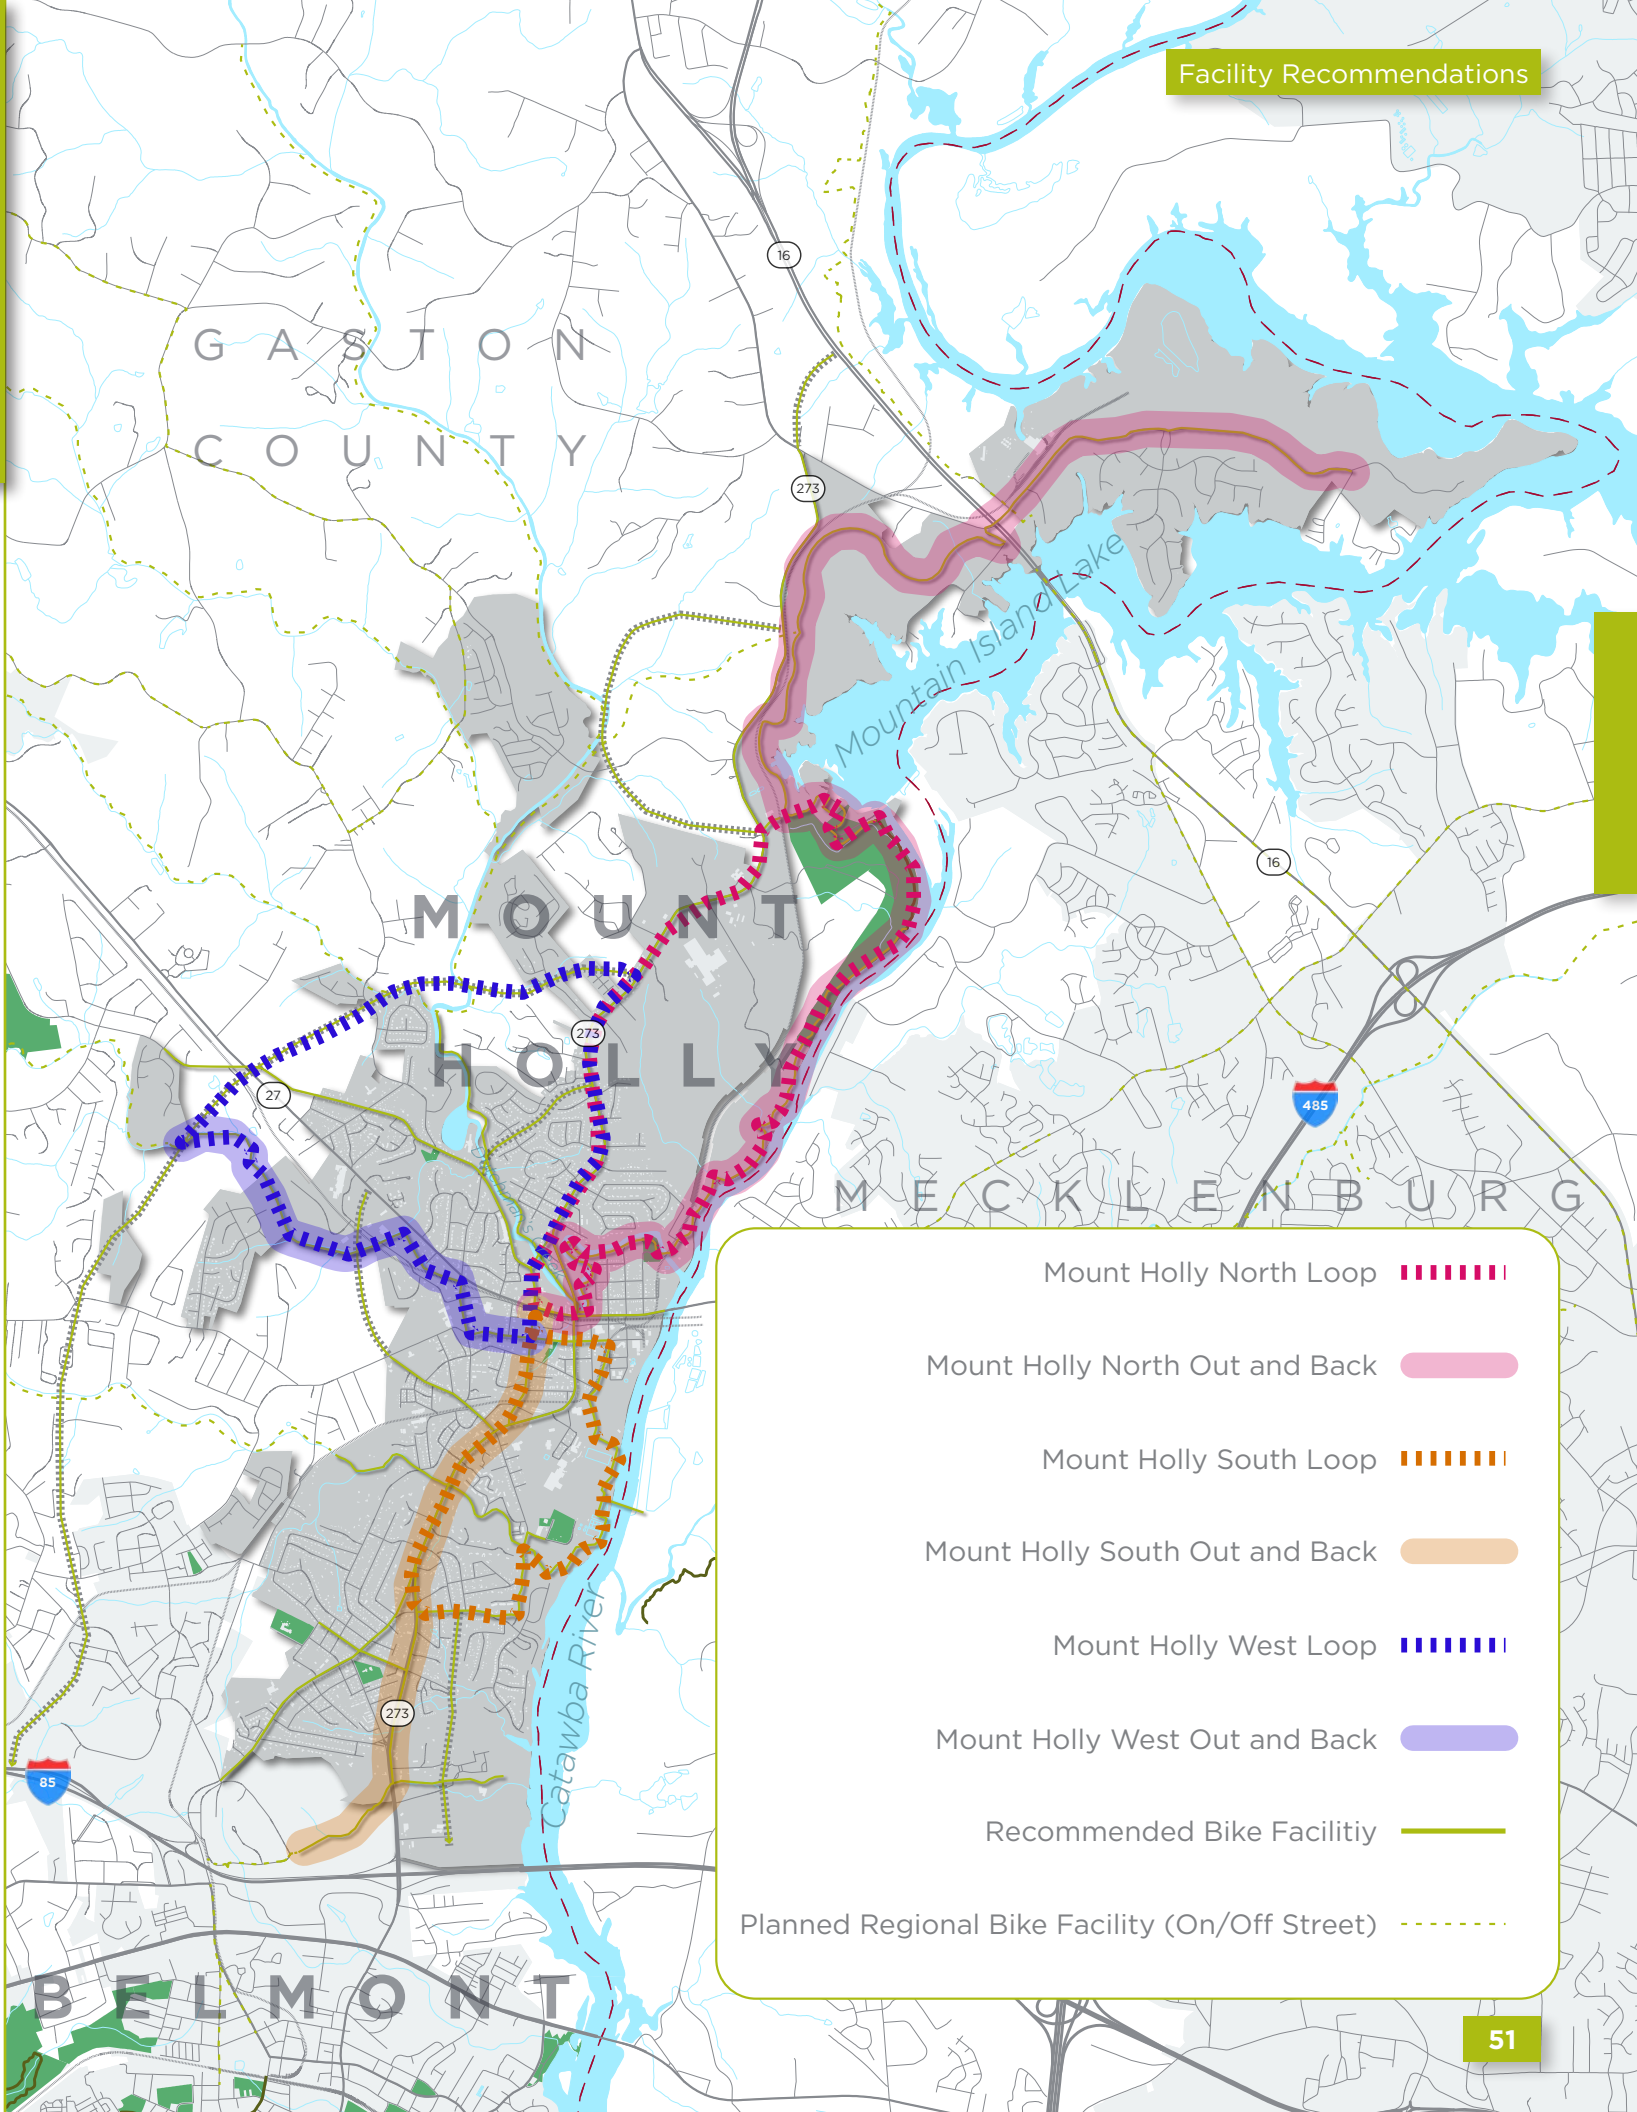 Facility Recommendations
16
GASTON
COUNTY
273
Mountain Island Lake
16
MOUNT
273
HOLLY
27
485
MECKLENBURG
Mount Holly North Loop
Mount Holly North Out and Back
Mount Holly South Loop
Mount Holly South Out and Back
Mount Holly West Loop
273
Catawba River
Mount Holly West Out and Back
85
Recommended Bike Facilitiy
Planned Regional Bike Facility (On/Off Street)
BELMONT
51